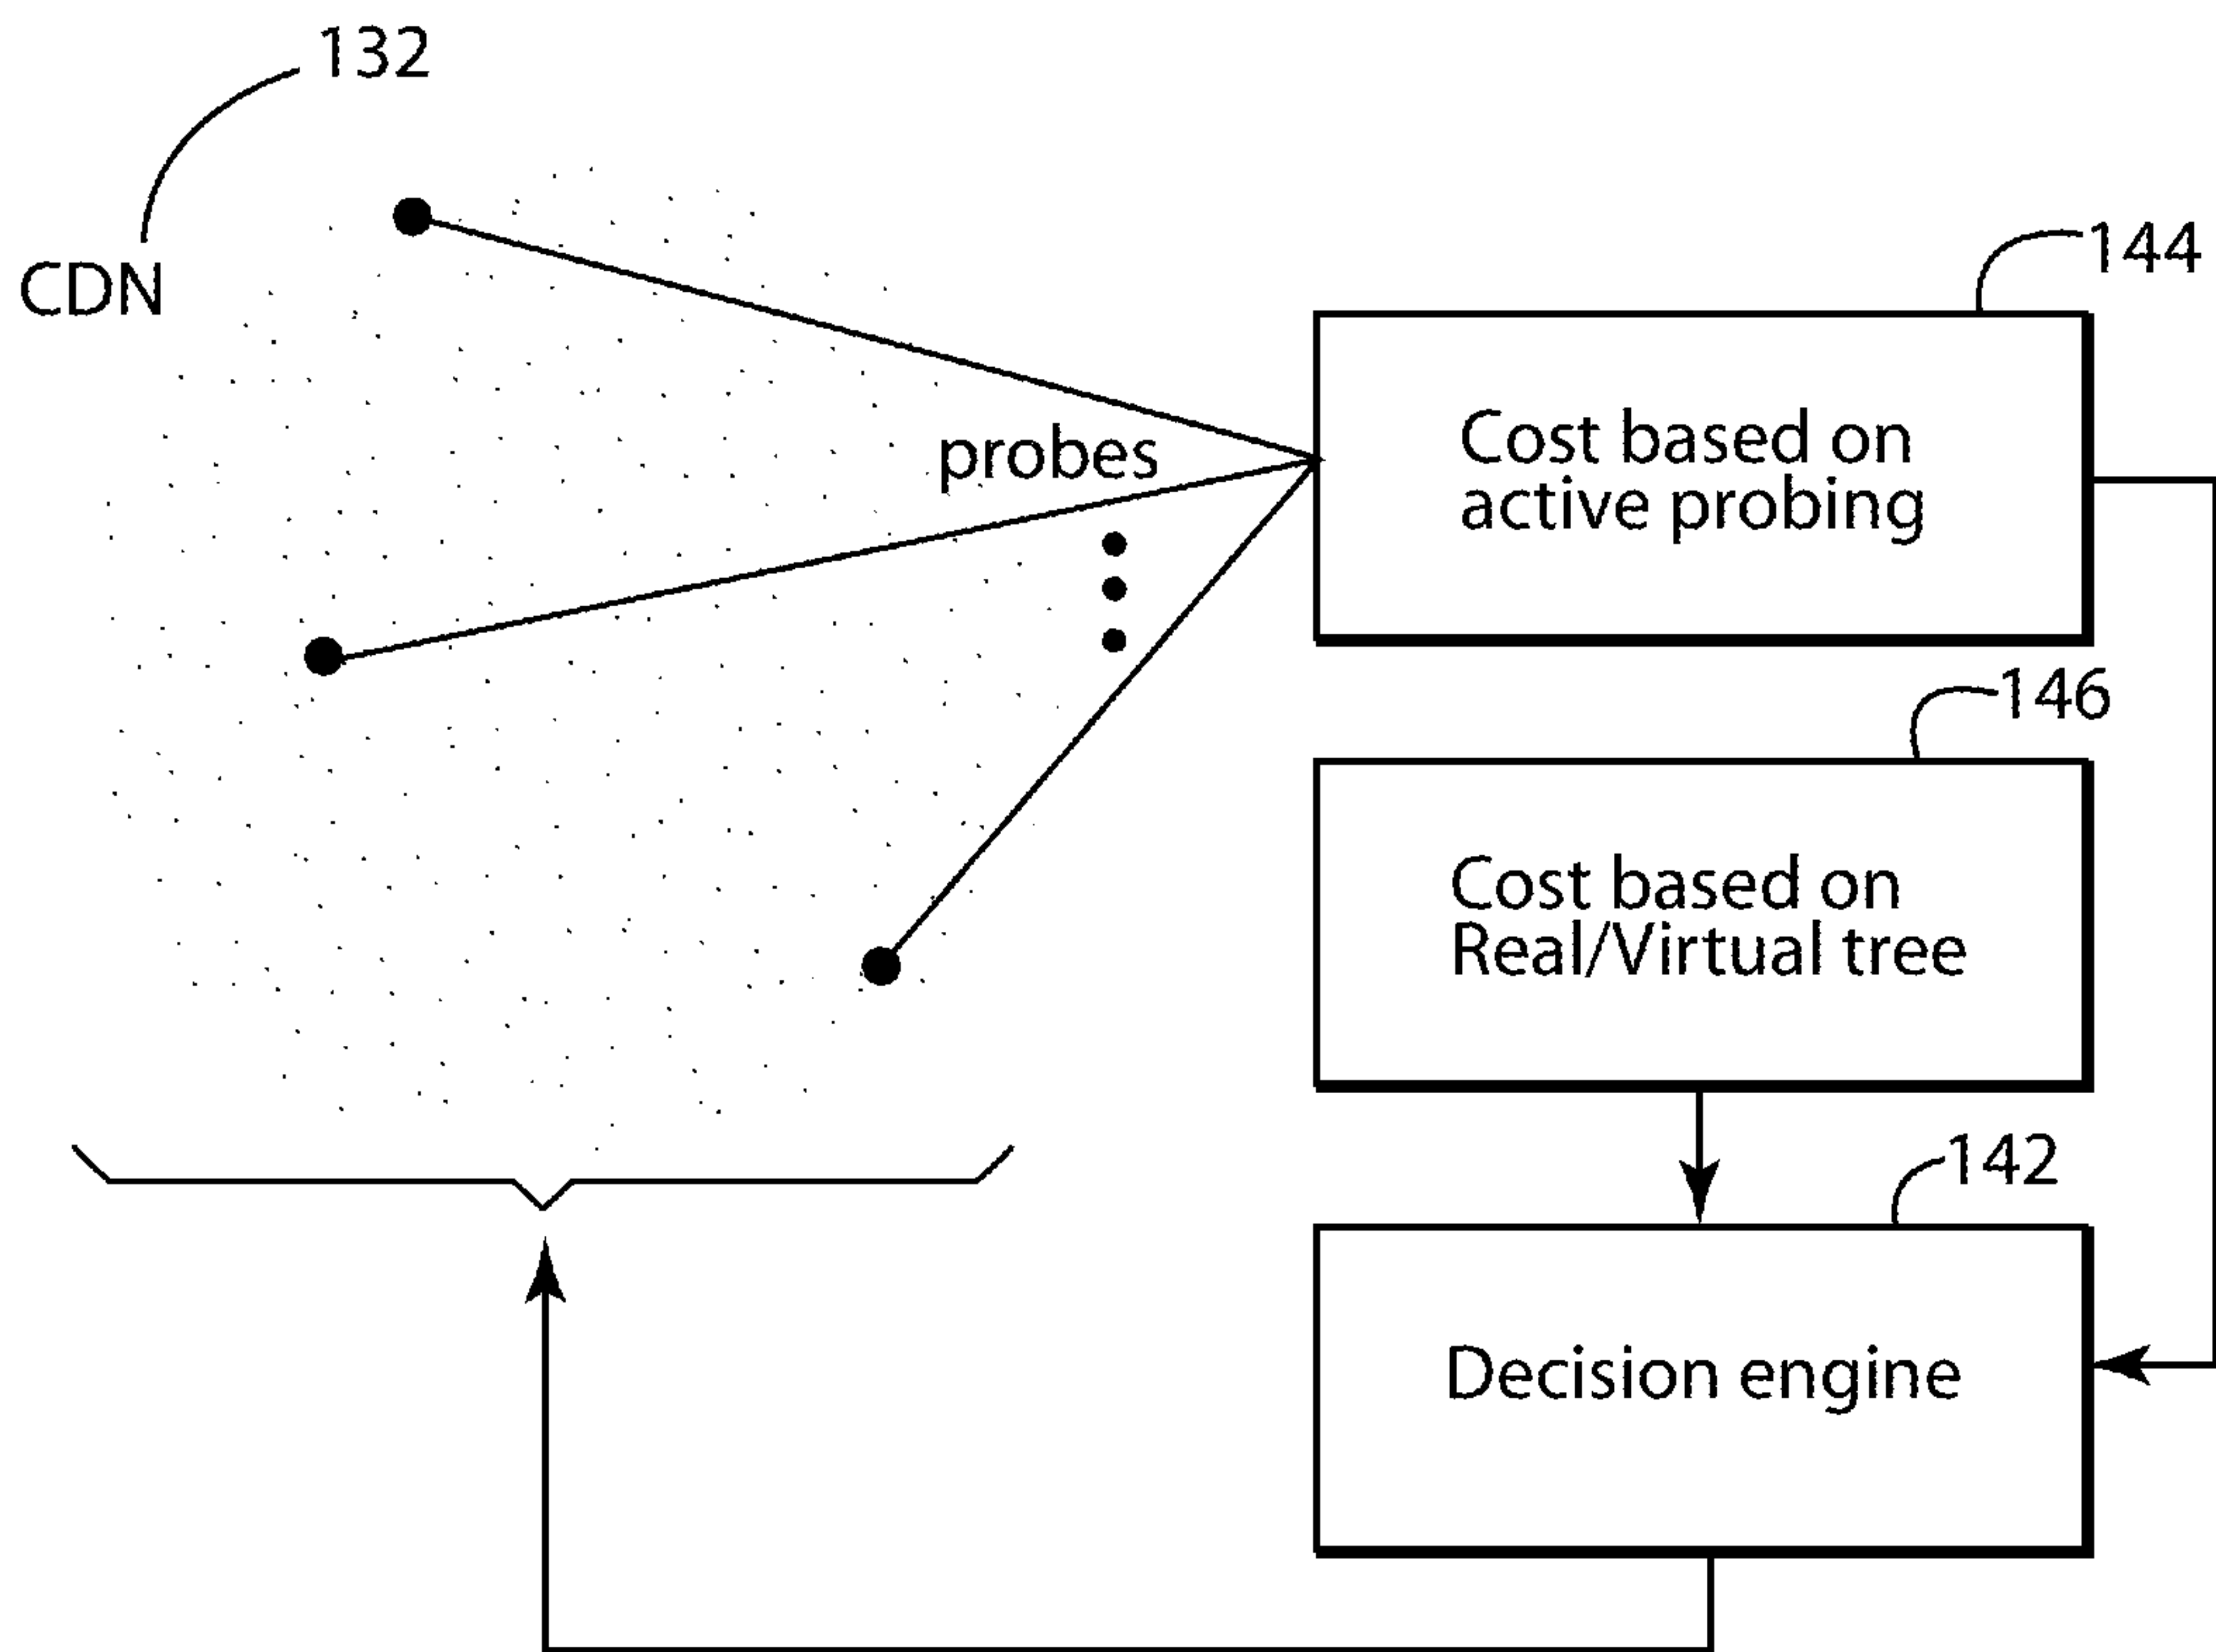 132
CDN
144
probes
Cost based on
active probing
146
Cost based on
Real/Virtual tree
142
Decision engine